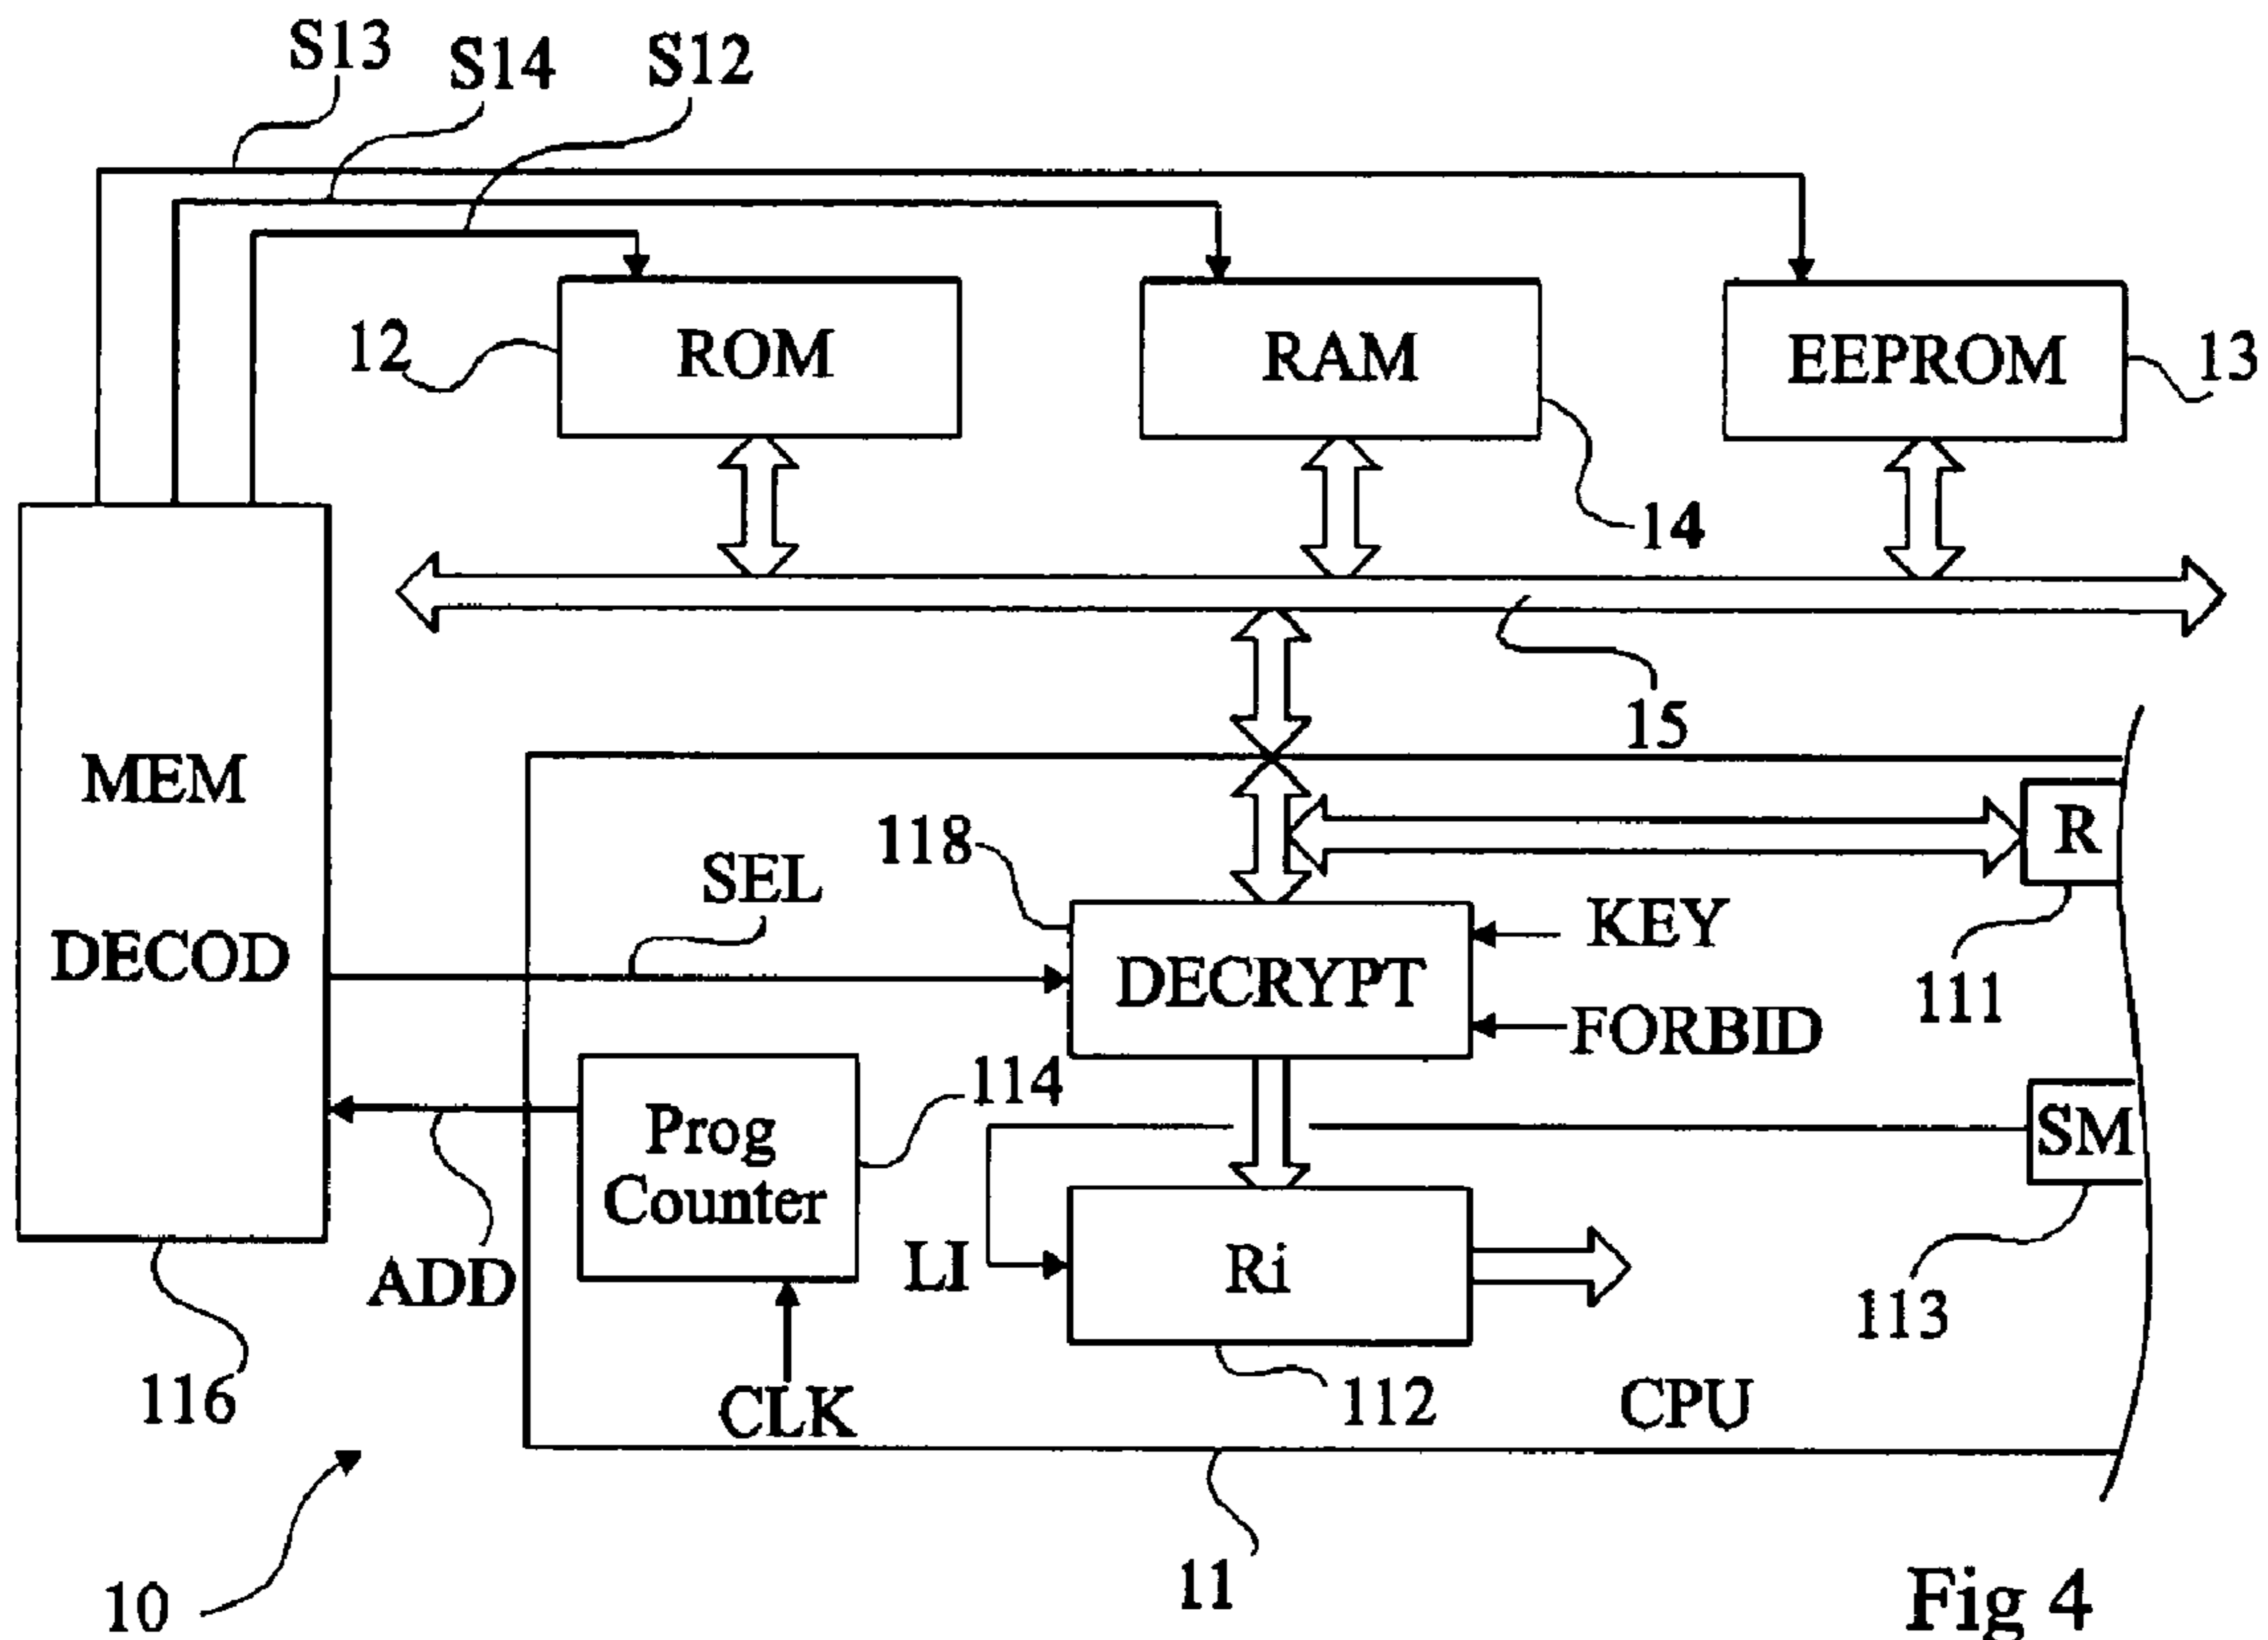 S13
S14
S12
12
ROM
RAM
EEPROM
13
14
15
MEM
DECOD
R
118
SEL
KEY
DECRYPT
FORBID
111
114
Prog
Counter
SM
ADD
LI
Ri
113
116
CLK
112
CPU
10
11
Fig 4